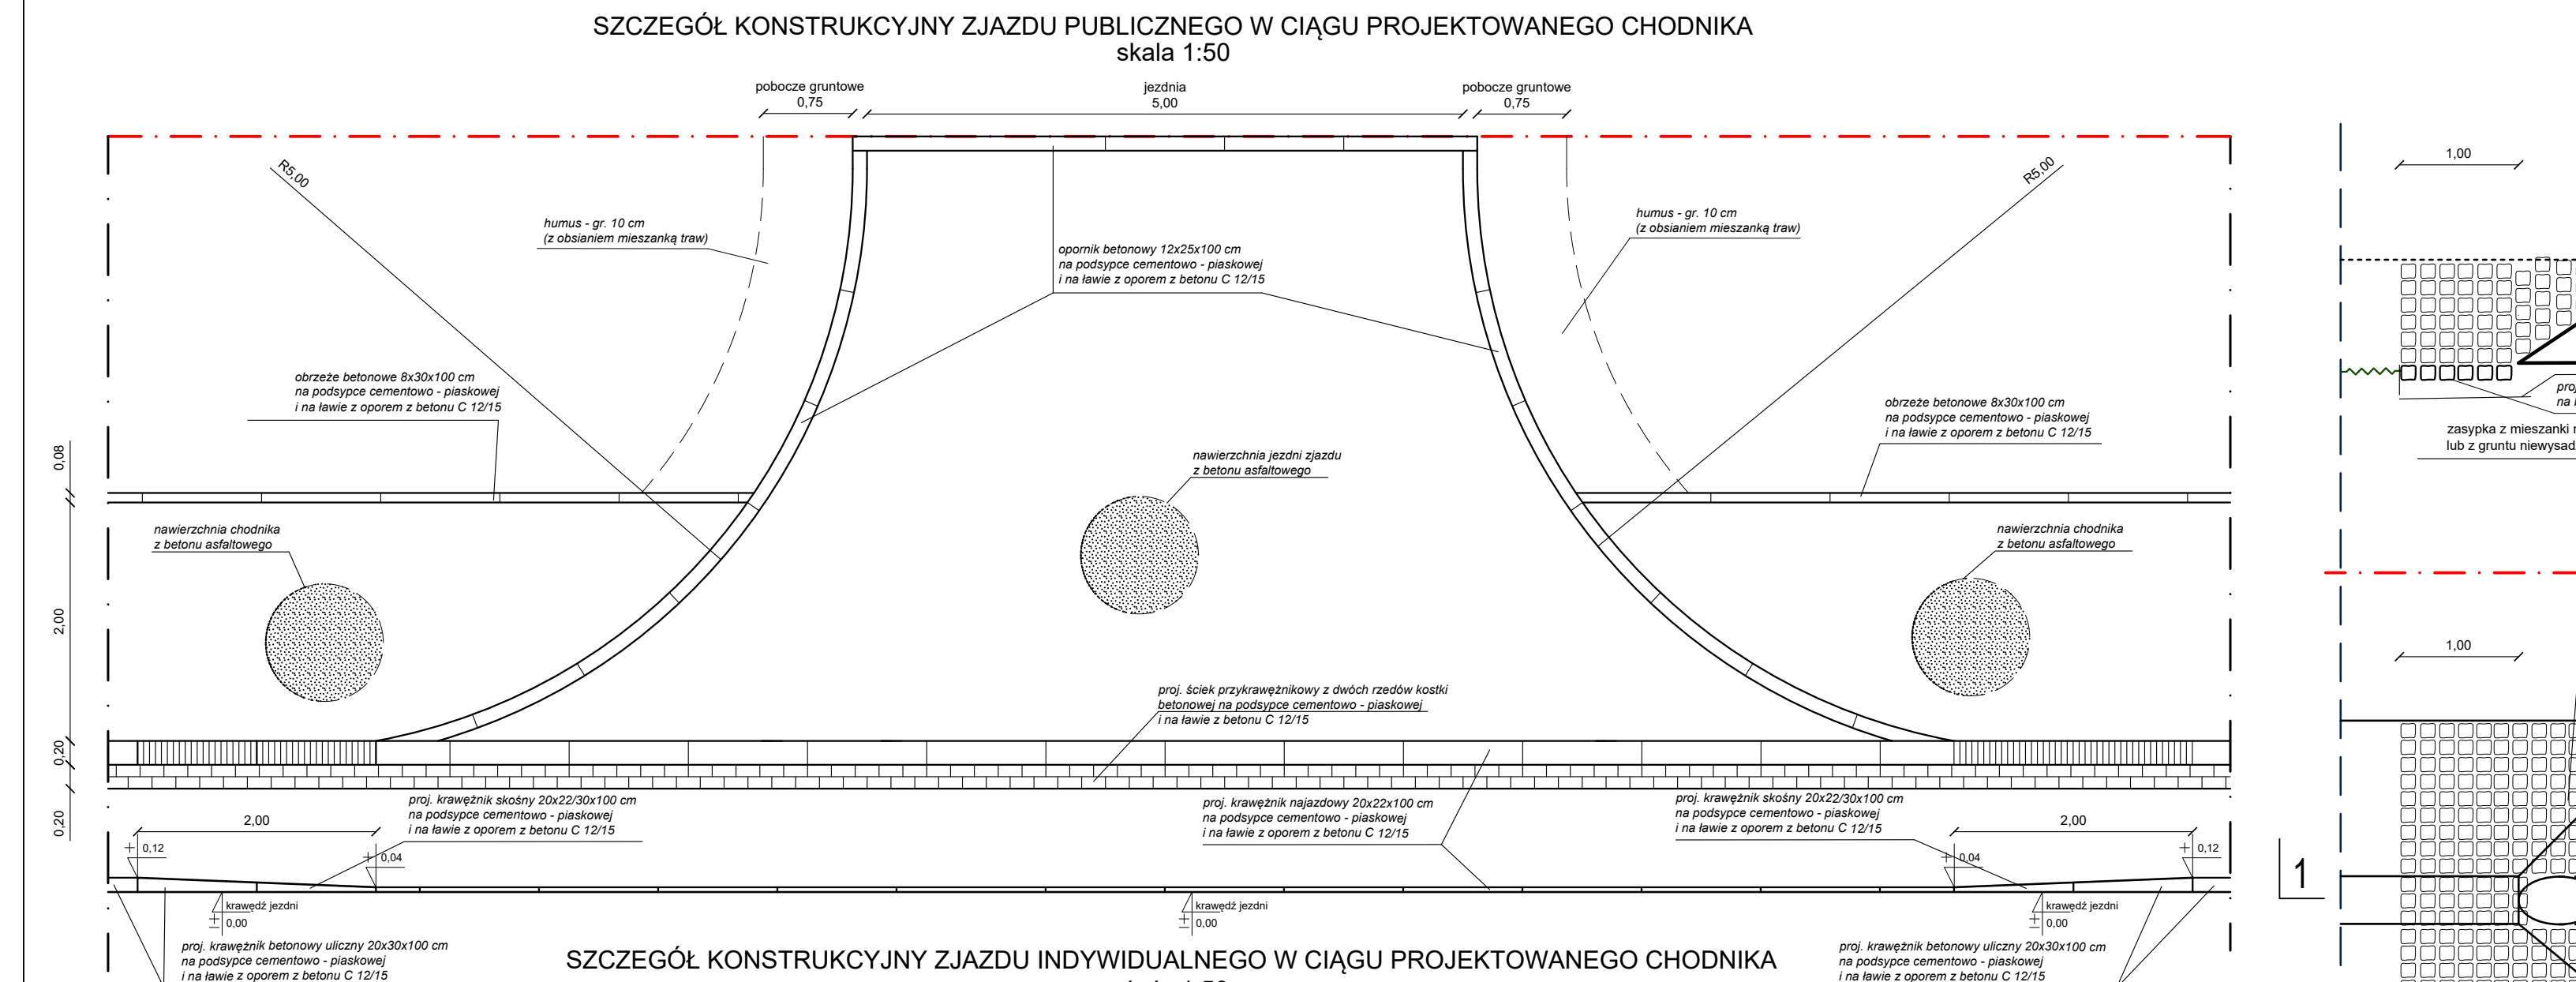 SZCZEGÓŁ KONSTRUKCYJNY ZJAZDU PUBLICZNEGO W CIĄGU PROJEKTOWANEGO CHODNIKA
skala 1:50
pobocze gruntowe
0,75
jezdnia
5,00
pobocze gruntowe
0,75
R5,00
R5,00
1,00
humus - gr. 10 cm
(z obsianiem mieszanką traw)
humus - gr. 10 cm
(z obsianiem mieszanką traw)
opornik betonowy 12x25x100 cm
na podsypce cementowo - piaskowej
i na ławie z oporem z betonu C 12/15
obrzeże betonowe 8x30x100 cm
na podsypce cementowo - piaskowej
i na ławie z oporem z betonu C 12/15
obrzeże betonowe 8x30x100 cm
na podsypce cementowo - piaskowej
i na ławie z oporem z betonu C 12/15
zasypka z mieszanki
lub z gruntu
0,08
nawierzchnia jezdni zjazdu
z betonu asfaltowego
nawierzchnia chodnika
z betonu asfaltowego
nawierzchnia chodnika
z betonu asfaltowego
2,00
1,00
proj. ściek przykrawężnikowy z dwóch rzedów kostki
betonowej na podsypce cementowo - piaskowej
i na ławie z betonu C 12/15
0,20
0,20
proj. krawężnik skośny 20x22/30x100 cm
na podsypce cementowo - piaskowej
i na ławie z oporem z betonu C 12/15
proj. krawężnik najazdowy 20x22x100 cm
na podsypce cementowo - piaskowej
i na ławie z oporem z betonu C 12/15
proj. krawężnik skośny 20x22/30x100 cm
na podsypce cementowo - piaskowej
i na ławie z oporem z betonu C 12/15
2,00
2,00
+ 0,12
+ 0,04
+ 0,04
+ 0,12
1
krawędź jezdni
± 0,00
krawędź jezdni
± 0,00
krawędź jezdni
± 0,00
proj. krawężnik betonowy uliczny 20x30x100 cm
na podsypce cementowo - piaskowej
i na ławie z oporem z betonu C 12/15
proj. krawężnik betonowy uliczny 20x30x100 cm
na podsypce cementowo - piaskowej
i na ławie z oporem z betonu C 12/15
SZCZEGÓŁ KONSTRUKCYJNY ZJAZDU INDYWIDUALNEGO W CIĄGU PROJEKTOWANEGO CHODNIKA